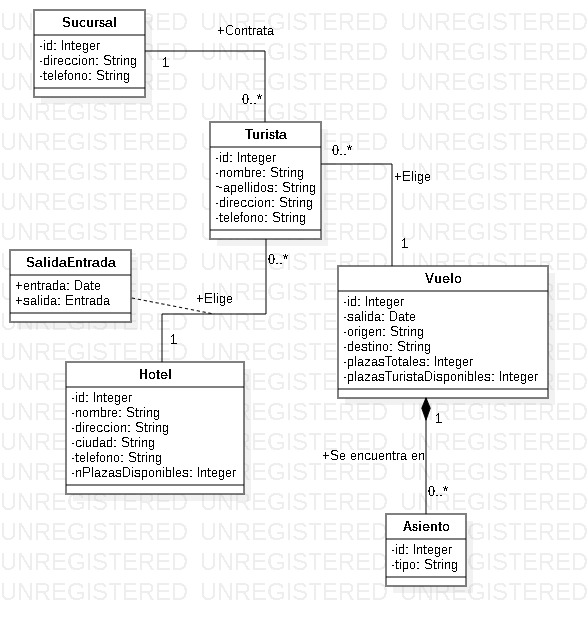 Sucursal
-id: Integer
-direccion: String
-telefono: String
+Contrata
1
0..*
Turista
-id: Integer
-nombre: String
~apellidos: String
-direccion: String
-telefono: String
0..*
+Elige
1
0..*
SalidaEntrada
+entrada: Date
+salida: Entrada
+Elige
1
Vuelo
-id: Integer
-salida: Date
-origen: String
-destino: String
-plazasTotales: Integer
-plazasTuristaDisponibles: Integer
Hotel
-id: Integer
-nombre: String
-direccion: String
-ciudad: String
-telefono: String
-nPlazasDisponibles: Integer
1
+Se encuentra en
0..*
Asiento
-id: Integer
-tipo: String
UNREGISTERED